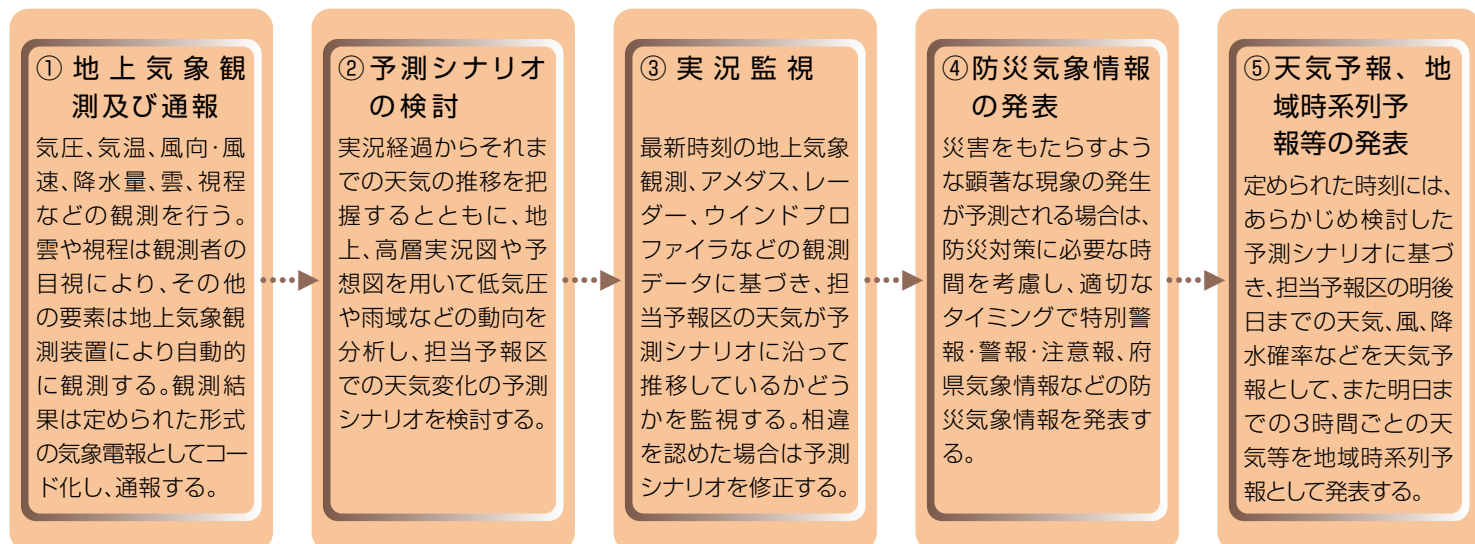 ①地上気象観
測及び通報
気圧、気温、風向・風
速、降水量、雲、視程
などの観測を行う。
雲や視程は観測者の
目視により、その他
の要素は地上気象観
測装置により自動的
に観測する。観測結
果は定められた形式
の気象電報としてコー
ド化し、通報する。
②予測シナリオ
の検討
実況経過からそれま
での天気の推移を把
握するとともに、地
上、高層実況図や予
想図を用いて低気圧
や雨域などの動向を
分析し、担当予報区
での天気変化の予測
シナリオを検討する。
③実況監視
最新時刻の地上気象
観測、アメダス、レー
ダー、ウインドプロ
ファイラなどの観測
データに基づき、担
当予報区の天気が予
測シナリオに沿って
推移しているかどう
かを監視する。相違
を認めた場合は予測
シナリオを修正する。
④防災気象情報
の発表
災害をもたらすよう
な顕著な現象の発生
が予測される場合は、
防災対策に必要な時
間を考慮し、適切な
タイミングで特別警
報・警報・注意報、府
県気象情報などの防
災気象情報を発表す
る。
⑤天気予報、地
域時系列予
報等の発表
定められた時刻には、
あらかじめ検討した
予測シナリオに基づ
き、担当予報区の明後
日までの天気、風、降
水確率などを天気予
報として、また明日ま
での3時間ごとの天
気等を地域時系列予
報として発表する。